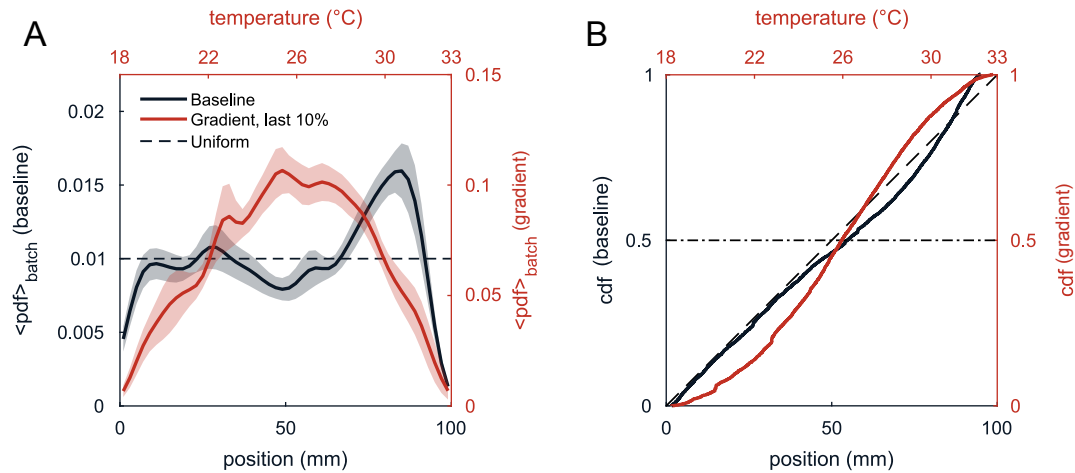 A
temperature (°C)
18 22 26 30 33
0.02
0.015
0.01
0.005
0
<pdf>batch (baseline)
Baseline
Gradient, last 10%
Uniform
0.15
0.1
0.05
0
<pdf>batch (gradient)
0 50 100
position (mm)
B
temperature (°C)
18 22 26 30 33
1
0.5
0
cdf (baseline)
1
0.5
0
cdf (gradient)
0 50 100
position (mm)